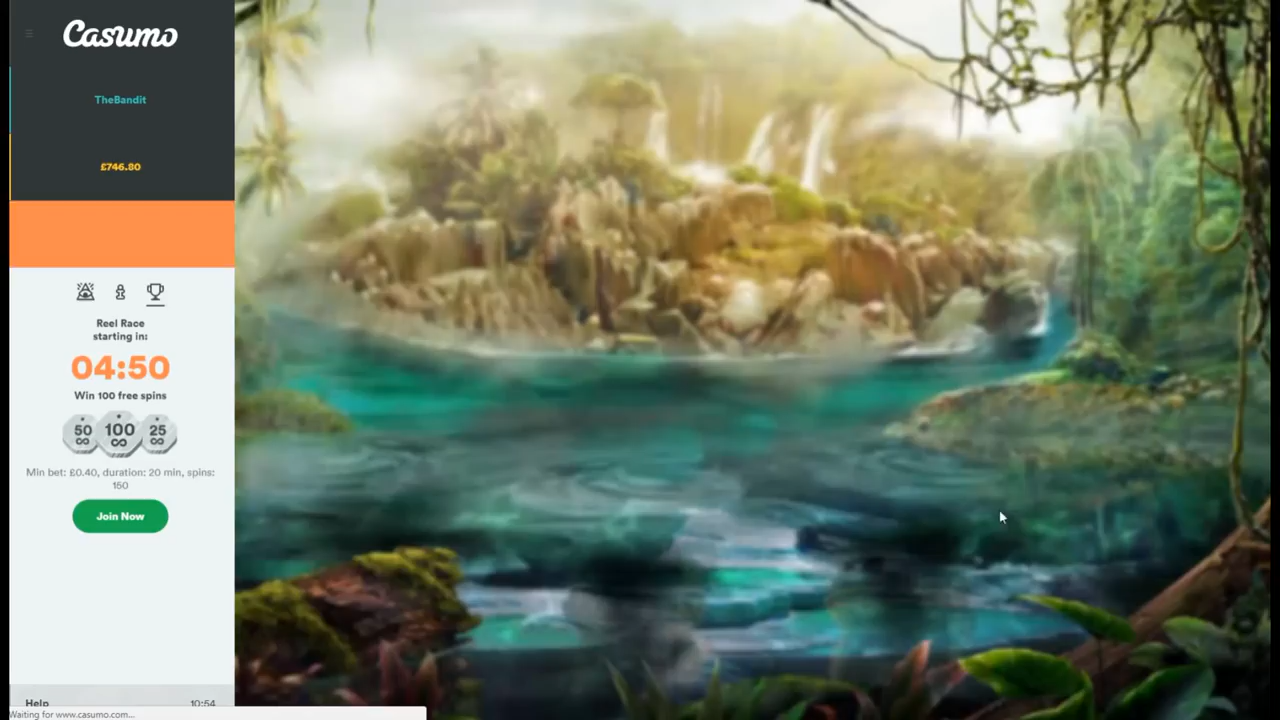 Casumo
TheBandit
£746.80
Reel Race
starting in:
04:50
Win 100 free spins
50 100 25
Min bet: £0.40, duration: 20 min, spins:
150
Join Now
Help 10:54
Waiting for www.casumo.com...